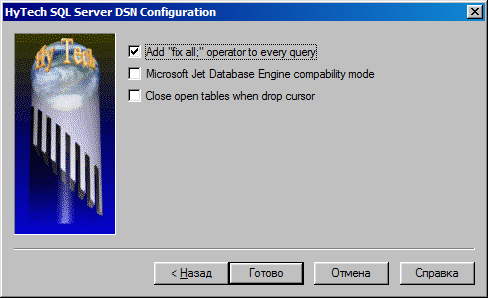 HyTech SQL Server DSN Configuration
Hy Tech
Add "fix all;" operator to every query
Microsoft Jet Database Engine compability mode
Close open tables when drop cursor
< Назад
Готово
Отмена
Справка